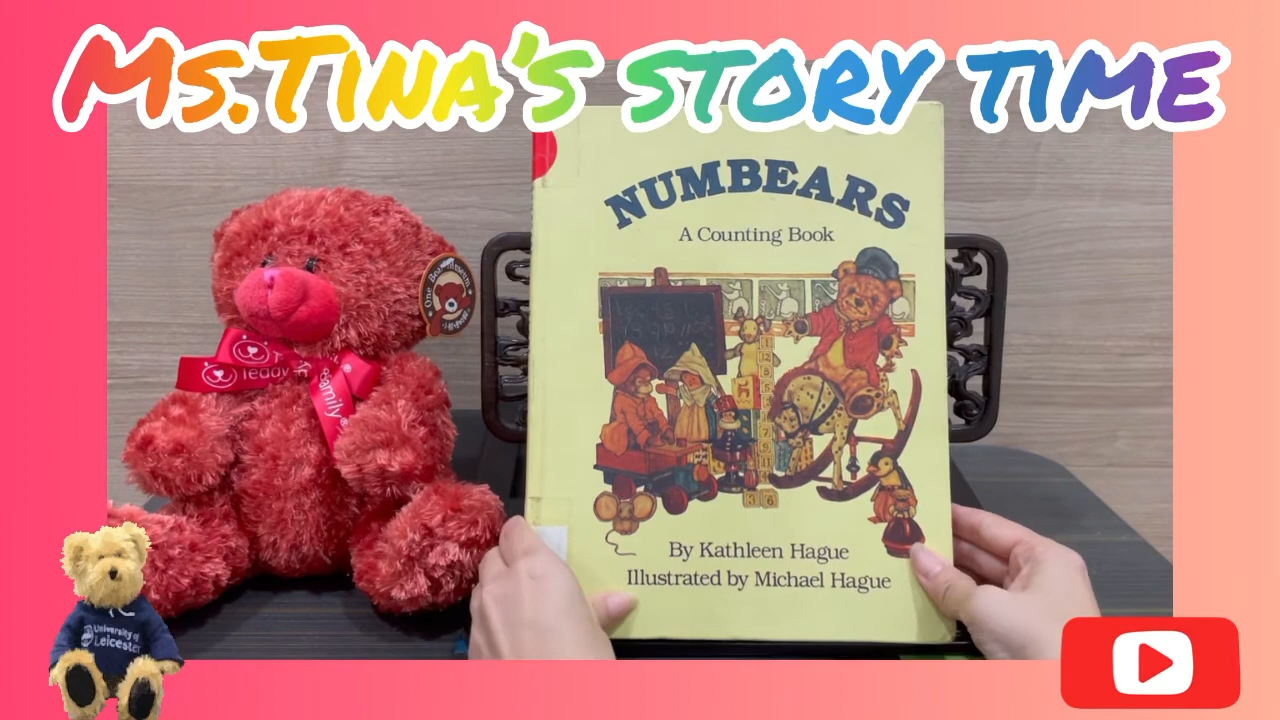 Ms.Tina's story time
NUMBEARS
A Counting Book
By Kathleen Hague
Illustrated by Michael Hague
Teddy
Family®
University of
Leicester